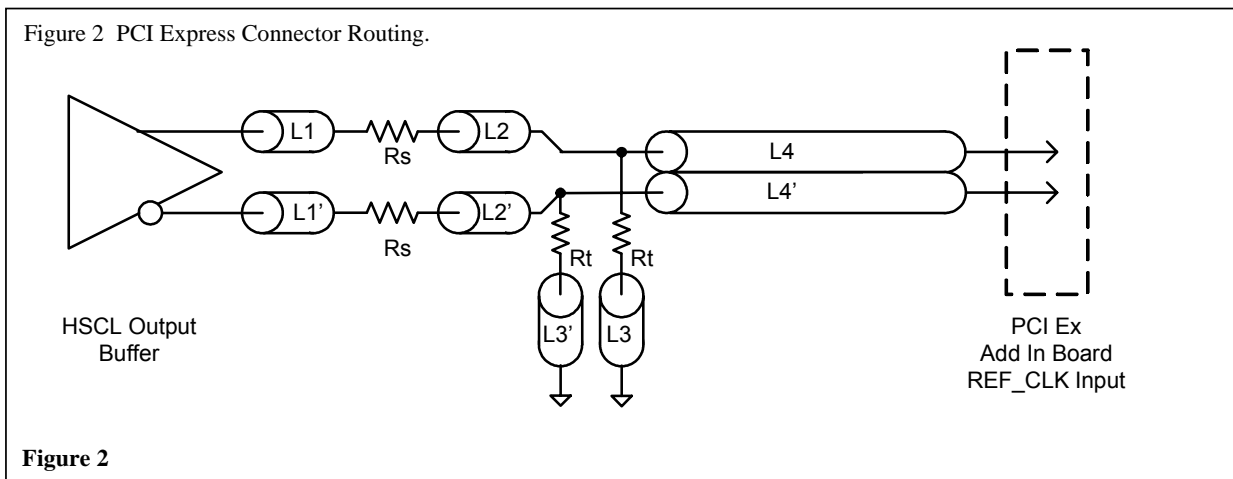 Figure 2 PCI Express Connector Routing.
L1
Rs
L2
L4
L1'
Rs
L2'
L4'
Rt
Rt
L3'
L3
HSCL Output
Buffer
PCI Ex
Add In Board
REF_CLK Input
Figure 2